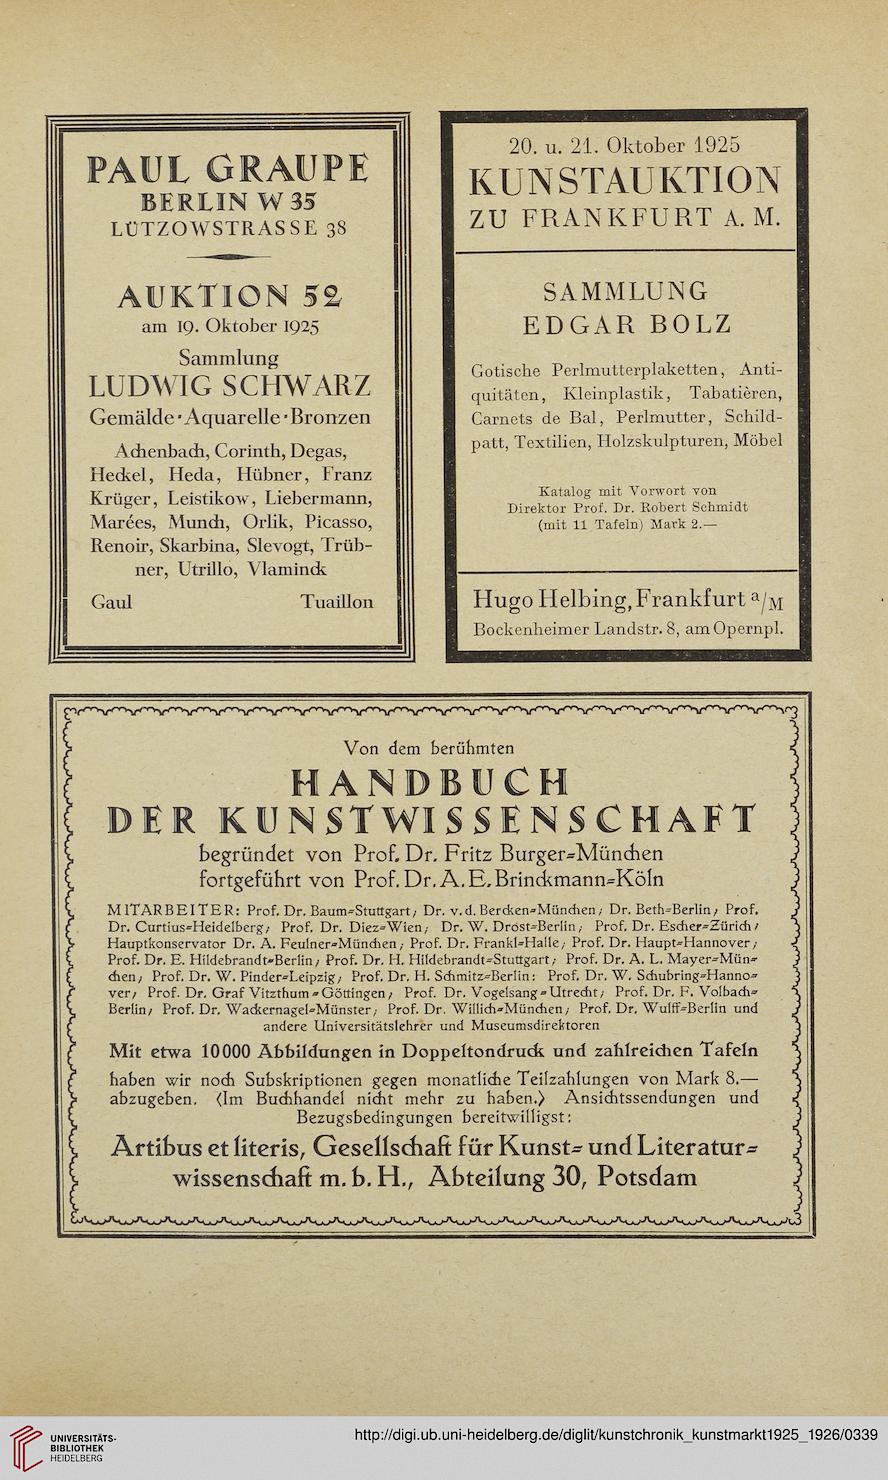 PAUL GRAUPE
BERLIN W 35
LÜTZOWSTRASSE 38
AUKTION 52
am 19. Oktober 1925
Sammlung
LUDWIG SCHWARZ
Gemälde · Aquarelle · Bronzen
Achenbach, Corinth, Degas,
Heckel, Heda, Hübner, Franz
Krüger, Leistikow, Liebermann,
Marées, Munch, Orlik, Picasso,
Renoir, Skarbina, Slevogt, Trüb-
ner, Utrillo, Vlaminck
Gaul Tuaillon
20. u. 21. Oktober 1925
KUNSTAUKTION
ZU FRANKFURT A. M.
SAMMLUNG
EDGAR BOLZ
Gotische Perlmutterplaketten, Anti-
quitäten, Kleinplastik, Tabatièren,
Carnets de Bal, Perlmutter, Schild-
patt, Textilien, Holzskulpturen, Möbel
Katalog mit Vorwort von
Direktor Prof. Dr. Robert Schmidt
(mit 11 Tafeln) Mark 2.—
Hugo Helbing, Frankfurt a/M
Bockenheimer Landstr. 8, am Opernpl.
Von dem berühmten
HANDBUCH
DER KUNSTWISSENSCHAFT
begründet von Prof. Dr. Fritz Burger=München
fortgeführt von Prof. Dr. A. E. Brinckmann=Köln
MITARBEITER: Prof. Dr. Baum=Stuttgart; Dr. v. d. Bercken=München; Dr. Beth=Berlin; Prof.
Dr. Curtius=Heidelberg; Prof. Dr. Diez=Wien; Dr. W. Drost=Berlin; Prof. Dr. Escher=Zürich;
Hauptkonservator Dr. A. Feulner=München; Prof. Dr. Frankl=Halle; Prof. Dr. Haupt=Hannover;
Prof. Dr. E. Hildebrandt=Berlin; Prof. Dr. H. Hildebrandt=Stuttgart; Prof. Dr. A. L. Mayer=Mün=
chen; Prof. Dr. W. Pinder=Leipzig; Prof. Dr. H. Schmitz=Berlin; Prof. Dr. W. Schubring=Hanno=
ver; Prof. Dr. Graf Vitzthum=Göttingen; Prof. Dr. Vogelsang=Utrecht; Prof. Dr. F. Volbach=
Berlin; Prof. Dr. Wackernagel=Münster; Prof. Dr. Willich=München; Prof. Dr. Wulff=Berlin und
andere Universitätslehrer und Museumsdirektoren
Mit etwa 10000 Abbildungen in Doppeltondruck und zahlreichen Tafeln
haben wir noch Subskriptionen gegen monatliche Teilzahlungen von Mark 8.—
abzugeben. (Im Buchhandel nicht mehr zu haben.) Ansichtssendungen und
Bezugsbedingungen bereitwilligst:
Artibus et literis, Gesellschaft für Kunst= und Literatur=
wissenschaft m. b. H., Abteilung 30, Potsdam
UNIVERSITÄTS-
BIBLIOTHEK
HEIDELBERG
http://digi.ub.uni-heidelberg.de/diglit/kunstchronik_kunstmarkt1925_1926/0339